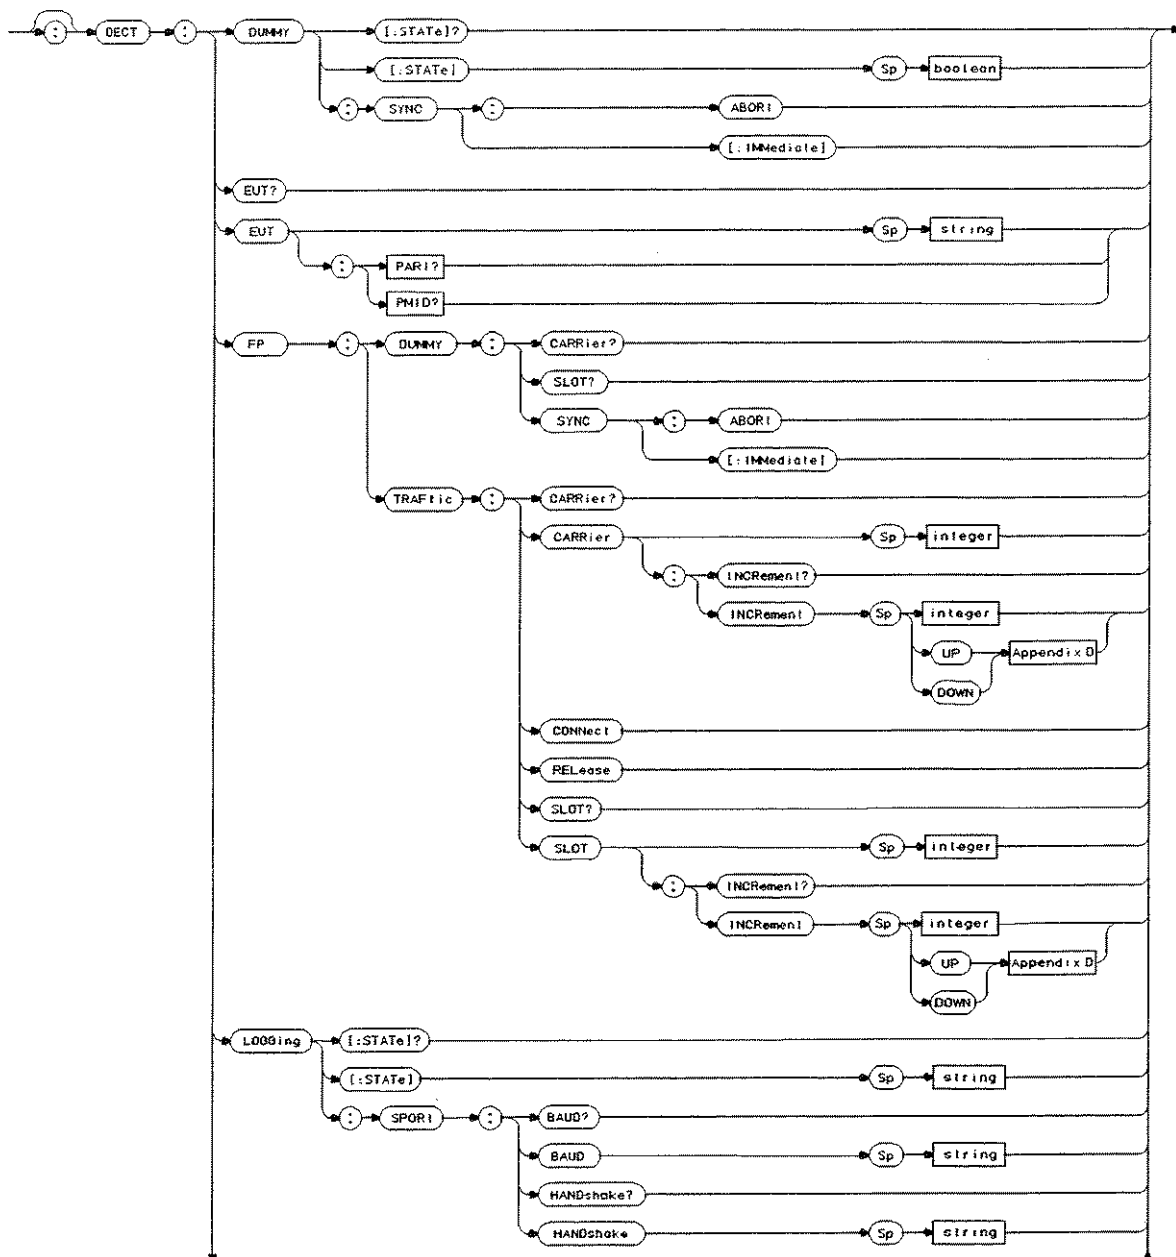 : DECT : DUMMY [:STATe]?
[:STATe] Sp boolean
: SYNC : ABORt
[:IMMediate]
EUT?
EUT Sp string
: PARI?
PMID?
FP : DUMMY : CARRier?
SLOT?
SYNC : ABORt
[:IMMediate]
TRAFfic : CARRier?
CARRier Sp integer
: INCRement?
INCRement Sp integer
UP Appendix D
DOWN
CONNect
RELease
SLOT?
SLOT Sp integer
: INCRement?
INCRement Sp integer
UP Appendix D
DOWN
LOGGing [:STATe]?
[:STATe] Sp string
: SPORt : BAUD?
BAUD Sp string
HANDshake?
HANDshake Sp string